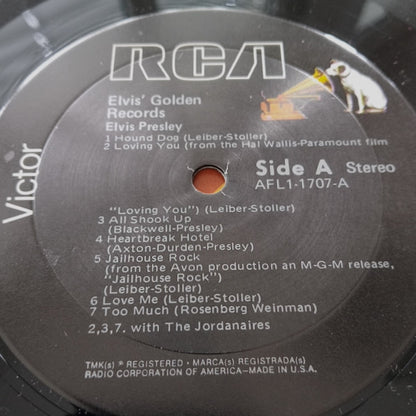 RCA
Victor
Elvis' Golden
Records
Elvis Presley
1 Hound Dog (Leiber-Stoller)
2 Loving You (from the Hal Wallis-Paramount film
Side A Stereo
AFL1-1707-A
"Loving You") (Leiber-Stoller)
3 All Shook Up
(Blackwell-Presley)
4 Heartbreak Hotel
(Axton-Durden-Presley)
5 Jailhouse Rock
(from the Avon production an M-G-M release,
"Jailhouse Rock")
(Leiber-Stoller)
6 Love Me (Leiber-Stoller)
7 Too Much (Rosenberg Weinman)
2,3,7. with The Jordanaires
TMK(s) ® REGISTERED • MARCA(s) REGISTRADA(s)
RADIO CORPORATION OF AMERICA—MADE IN U.S.A.